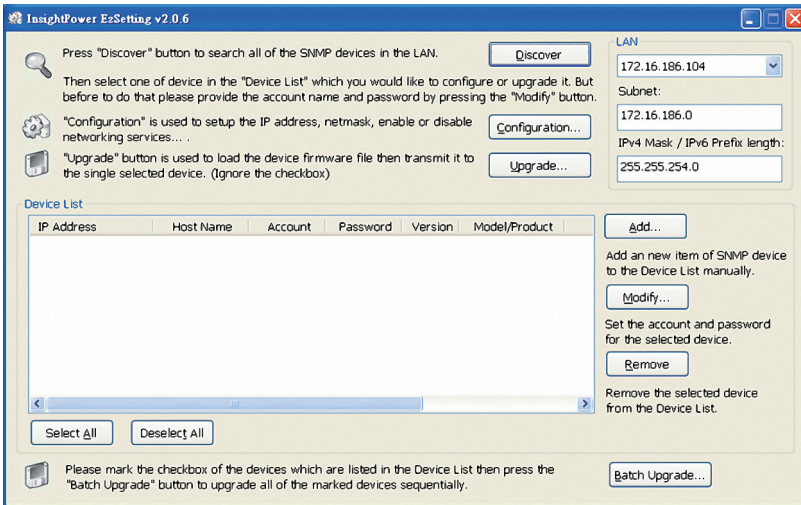 InsightPower EzSetting v2.0.6
Press "Discover" button to search all of the SNMP devices in the LAN.
Discover
Then select one of device in the "Device List" which you would like to configure or upgrade it. But
before to do that please provide the account name and password by pressing the "Modify" button.
"Configuration" is used to setup the IP address, netmask, enable or disable
networking services... .
Configuration...
"Upgrade" button is used to load the device firmware file then transmit it to
the single selected device. (Ignore the checkbox)
Upgrade...
LAN
172.16.186.104
Subnet:
172.16.186.0
IPv4 Mask / IPv6 Prefix length:
255.255.254.0
Device List
IP Address Host Name Account Password Version Model/Product
Add...
Add an new item of SNMP device
to the Device List manually.
Modify...
Set the account and password
for the selected device.
Remove
Remove the selected device
from the Device List.
Select All Deselect All
Please mark the checkbox of the devices which are listed in the Device List then press the
"Batch Upgrade" button to upgrade all of the marked devices sequentially.
Batch Upgrade...